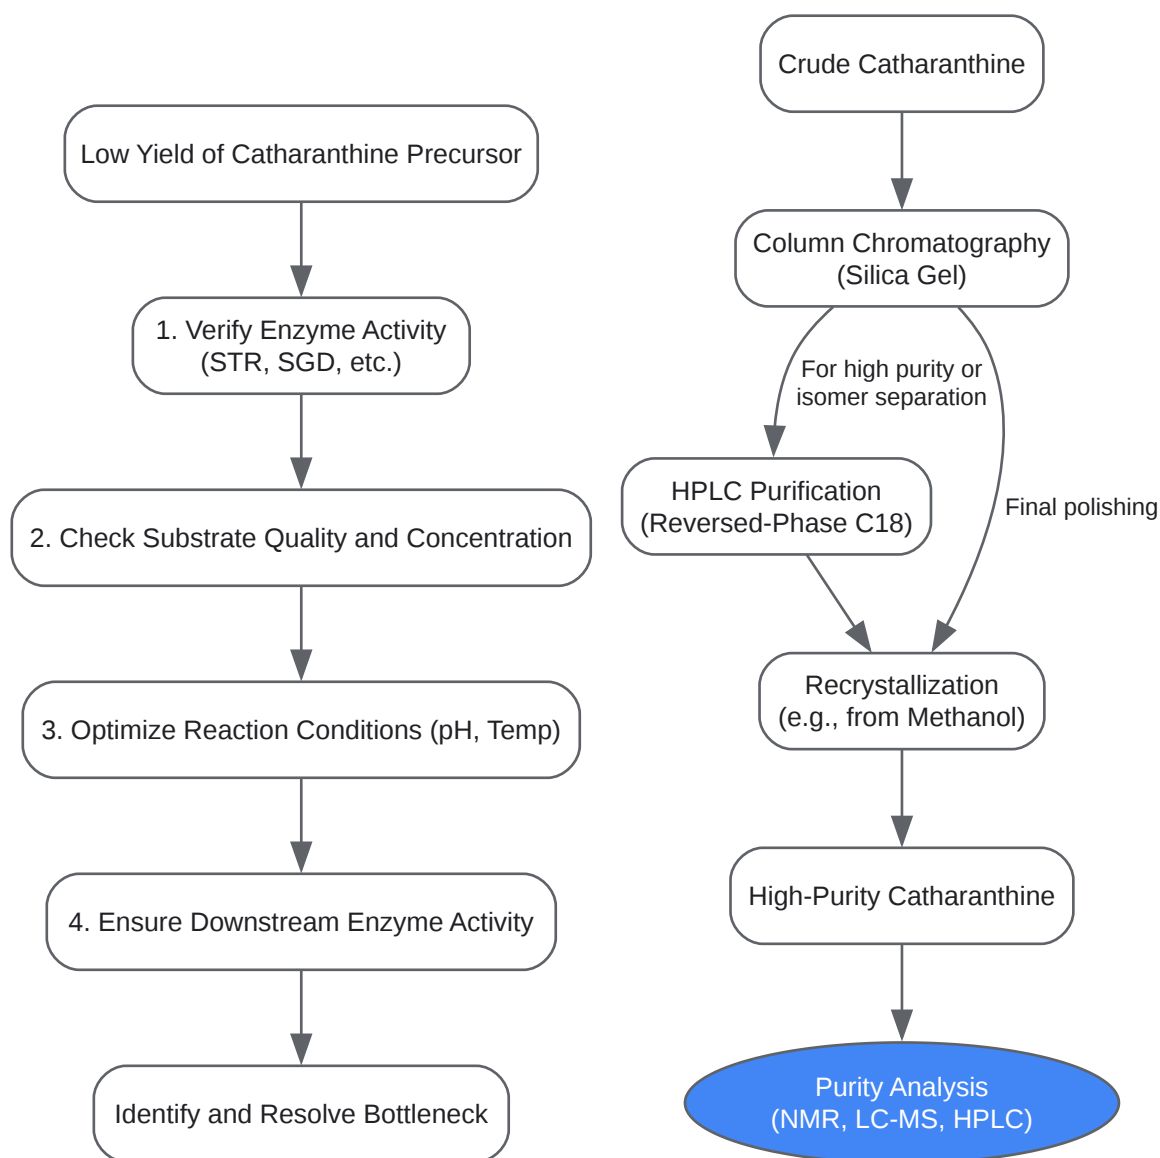 Low Yield of Catharanthine Precursor
1. Verify Enzyme Activity
(STR, SGD, etc.)
2. Check Substrate Quality and Concentration
3. Optimize Reaction Conditions (pH, Temp)
4. Ensure Downstream Enzyme Activity
Identify and Resolve Bottleneck
Crude Catharanthine
Column Chromatography
(Silica Gel)
For high purity or
isomer separation
HPLC Purification
(Reversed-Phase C18)
Final polishing
Recrystallization
(e.g., from Methanol)
High-Purity Catharanthine
Purity Analysis
(NMR, LC-MS, HPLC)